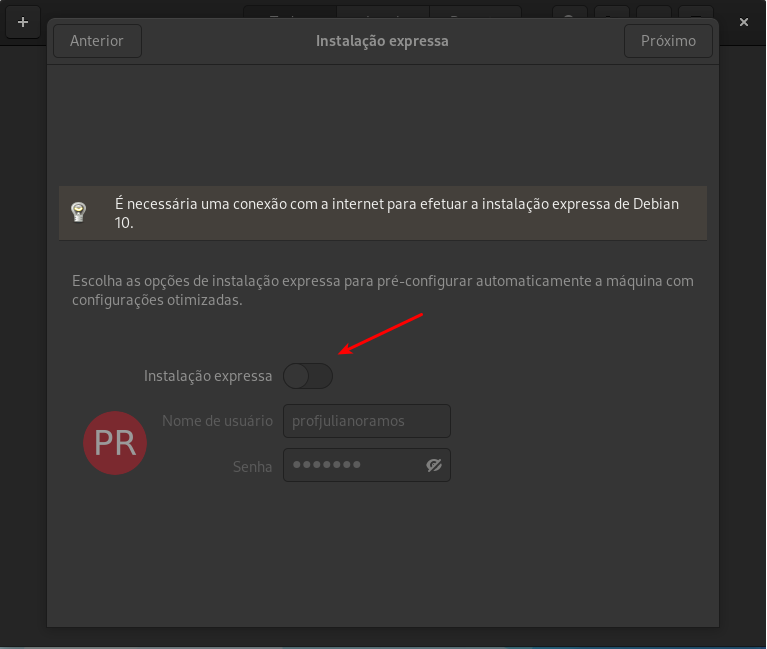 Anterior
Instalação expressa
Próximo
É necessária uma conexão com a internet para efetuar a instalação expressa de Debian
10.
Escolha as opções de instalação expressa para pré-configurar automaticamente a máquina com
configurações otimizadas.
Instalação expressa
PR
Nome de usuário
profjulianoramos
Senha